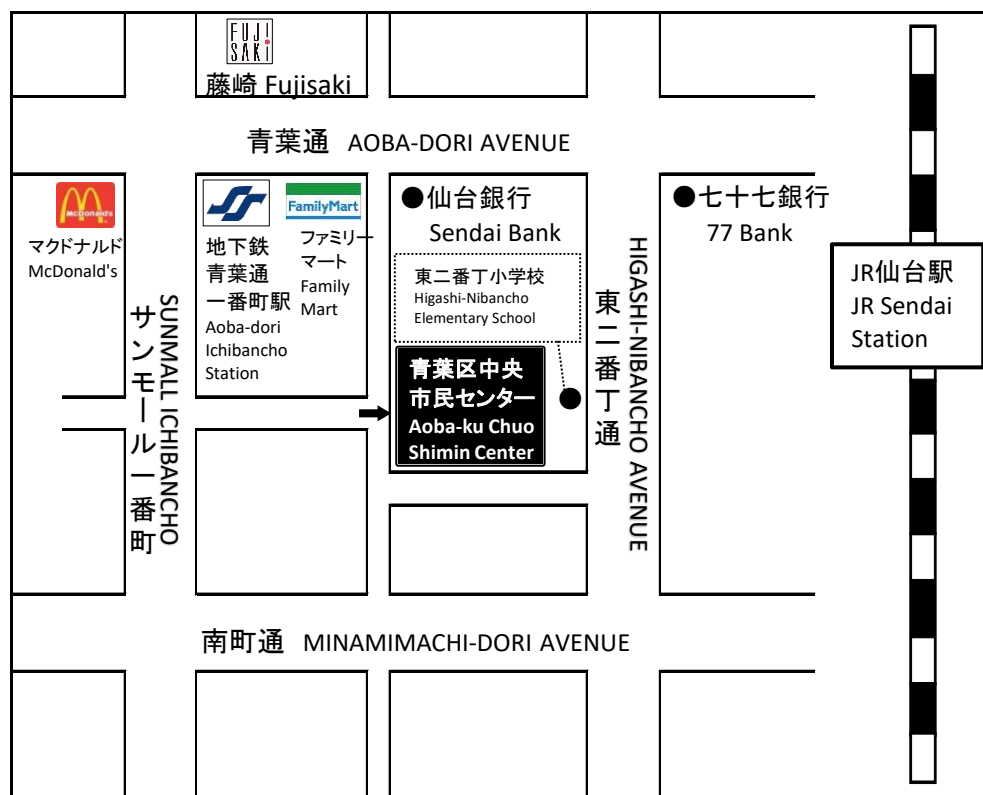 FUJI
SAKi
藤崎 Fujisaki
青葉通 AOBA-DORI AVENUE
McDonald's
マクドナルド
McDonald's
地下鉄
青葉通
一番町駅
Aoba-dori
Ichibancho
Station
FamilyMart
ファミリー
マート
Family
Mart
●仙台銀行
Sendai Bank
東二番丁小学校
Higashi-Nibancho
Elementary School
青葉区中央
市民センター
Aoba-ku Chuo
Shimin Center
●七十七銀行
77 Bank
JR仙台駅
JR Sendai
Station
サンモール一番町
SUNMALL ICHIBANCHO
東二番丁通
HIGASHI-NIBANCHO AVENUE
南町通 MINAMIMACHI-DORI AVENUE